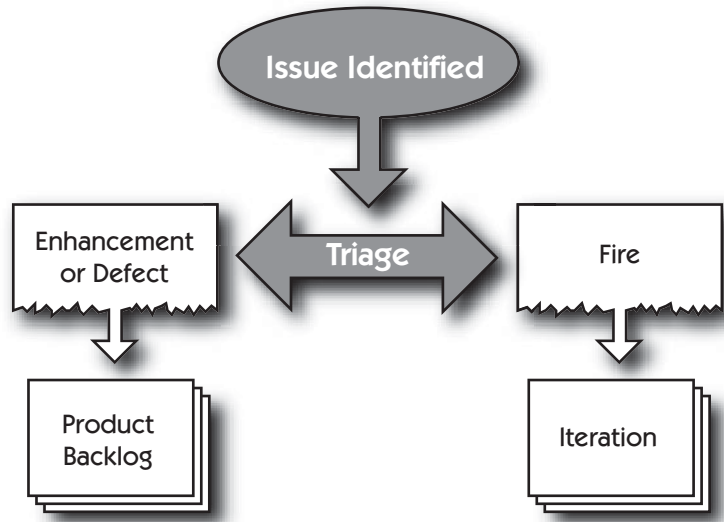 Issue Identified
Enhancement
or Defect
Triage
Fire
Product
Backlog
Iteration